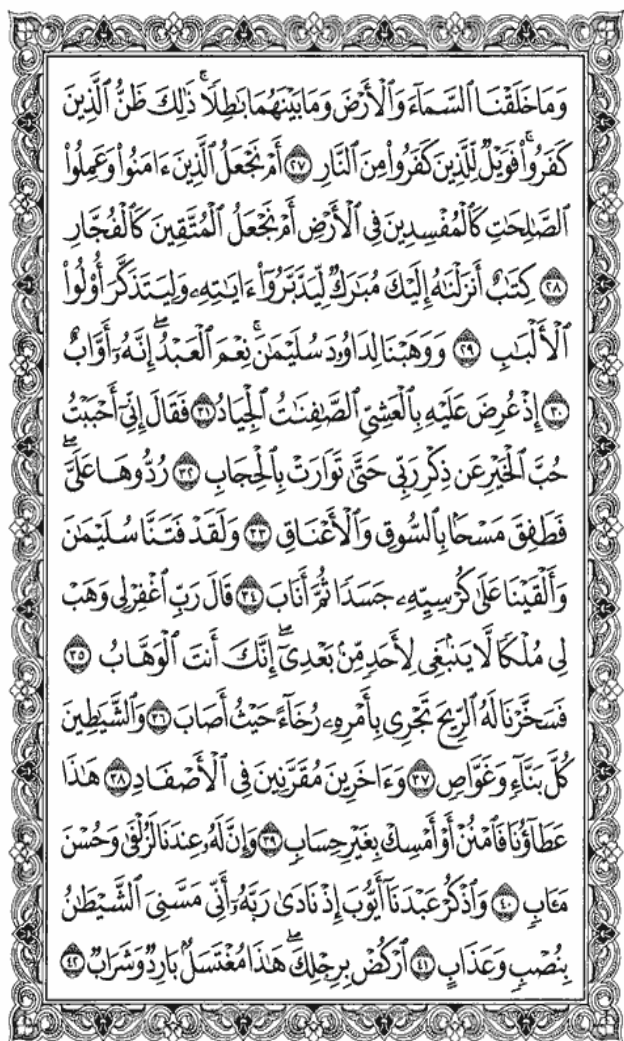 وَمَا خَلَقْنَا ٱلسَّمَآءَ وَٱلْأَرْضَ وَمَا بَيْنَهُمَا بَٰطِلًا ۚ ذَٰلِكَ ظَنُّ ٱلَّذِينَ
كَفَرُوا۟ ۚ فَوَيْلٌ لِّلَّذِينَ كَفَرُوا۟ مِنَ ٱلنَّارِ ٢٧ أَمْ نَجْعَلُ ٱلَّذِينَ ءَامَنُوا۟ وَعَمِلُوا۟
ٱلصَّٰلِحَٰتِ كَٱلْمُفْسِدِينَ فِى ٱلْأَرْضِ أَمْ نَجْعَلُ ٱلْمُتَّقِينَ كَٱلْفُجَّارِ
٢٨ كِتَٰبٌ أَنزَلْنَٰهُ إِلَيْكَ مُبَٰرَكٌ لِّيَدَّبَّرُوٓا۟ ءَايَٰتِهِۦ وَلِيَتَذَكَّرَ أُو۟لُوا۟
ٱلْأَلْبَٰبِ ٢٩ وَوَهَبْنَا لِدَاوُۥدَ سُلَيْمَٰنَ ۚ نِعْمَ ٱلْعَبْدُ ۖ إِنَّهُۥٓ أَوَّابٌ
٣٠ إِذْ عُرِضَ عَلَيْهِ بِٱلْعَشِىِّ ٱلصَّٰفِنَٰتُ ٱلْجِيَادُ ٣١ فَقَالَ إِنِّىٓ أَحْبَبْتُ
حُبَّ ٱلْخَيْرِ عَن ذِكْرِ رَبِّى حَتَّىٰ تَوَارَتْ بِٱلْحِجَابِ ٣٢ رُدُّوهَا عَلَىَّ ۖ
فَطَفِقَ مَسْحًۢا بِٱلسُّوقِ وَٱلْأَعْنَاقِ ٣٣ وَلَقَدْ فَتَنَّا سُلَيْمَٰنَ
وَأَلْقَيْنَا عَلَىٰ كُرْسِيِّهِۦ جَسَدًا ثُمَّ أَنَابَ ٣٤ قَالَ رَبِّ ٱغْفِرْ لِى وَهَبْ
لِى مُلْكًا لَّا يَنۢبَغِى لِأَحَدٍ مِّنۢ بَعْدِىٓ ۖ إِنَّكَ أَنتَ ٱلْوَهَّابُ ٣٥
فَسَخَّرْنَا لَهُ ٱلرِّيحَ تَجْرِى بِأَمْرِهِۦ رُخَآءً حَيْثُ أَصَابَ ٣٦ وَٱلشَّيَٰطِينَ
كُلَّ بَنَّآءٍ وَغَوَّاصٍ ٣٧ وَءَاخَرِينَ مُقَرَّنِينَ فِى ٱلْأَصْفَادِ ٣٨ هَٰذَا
عَطَآؤُنَا فَٱمْنُنْ أَوْ أَمْسِكْ بِغَيْرِ حِسَابٍ ٣٩ وَإِنَّ لَهُۥ عِندَنَا لَزُلْفَىٰ وَحُسْنَ
مَـَٔابٍ ٤٠ وَٱذْكُرْ عَبْدَنَآ أَيُّوبَ إِذْ نَادَىٰ رَبَّهُۥٓ أَنِّى مَسَّنِىَ ٱلشَّيْطَٰنُ
بِنُصْبٍ وَعَذَابٍ ٤١ ٱرْكُضْ بِرِجْلِكَ ۖ هَٰذَا مُغْتَسَلٌۢ بَارِدٌ وَشَرَابٌ ٤٢